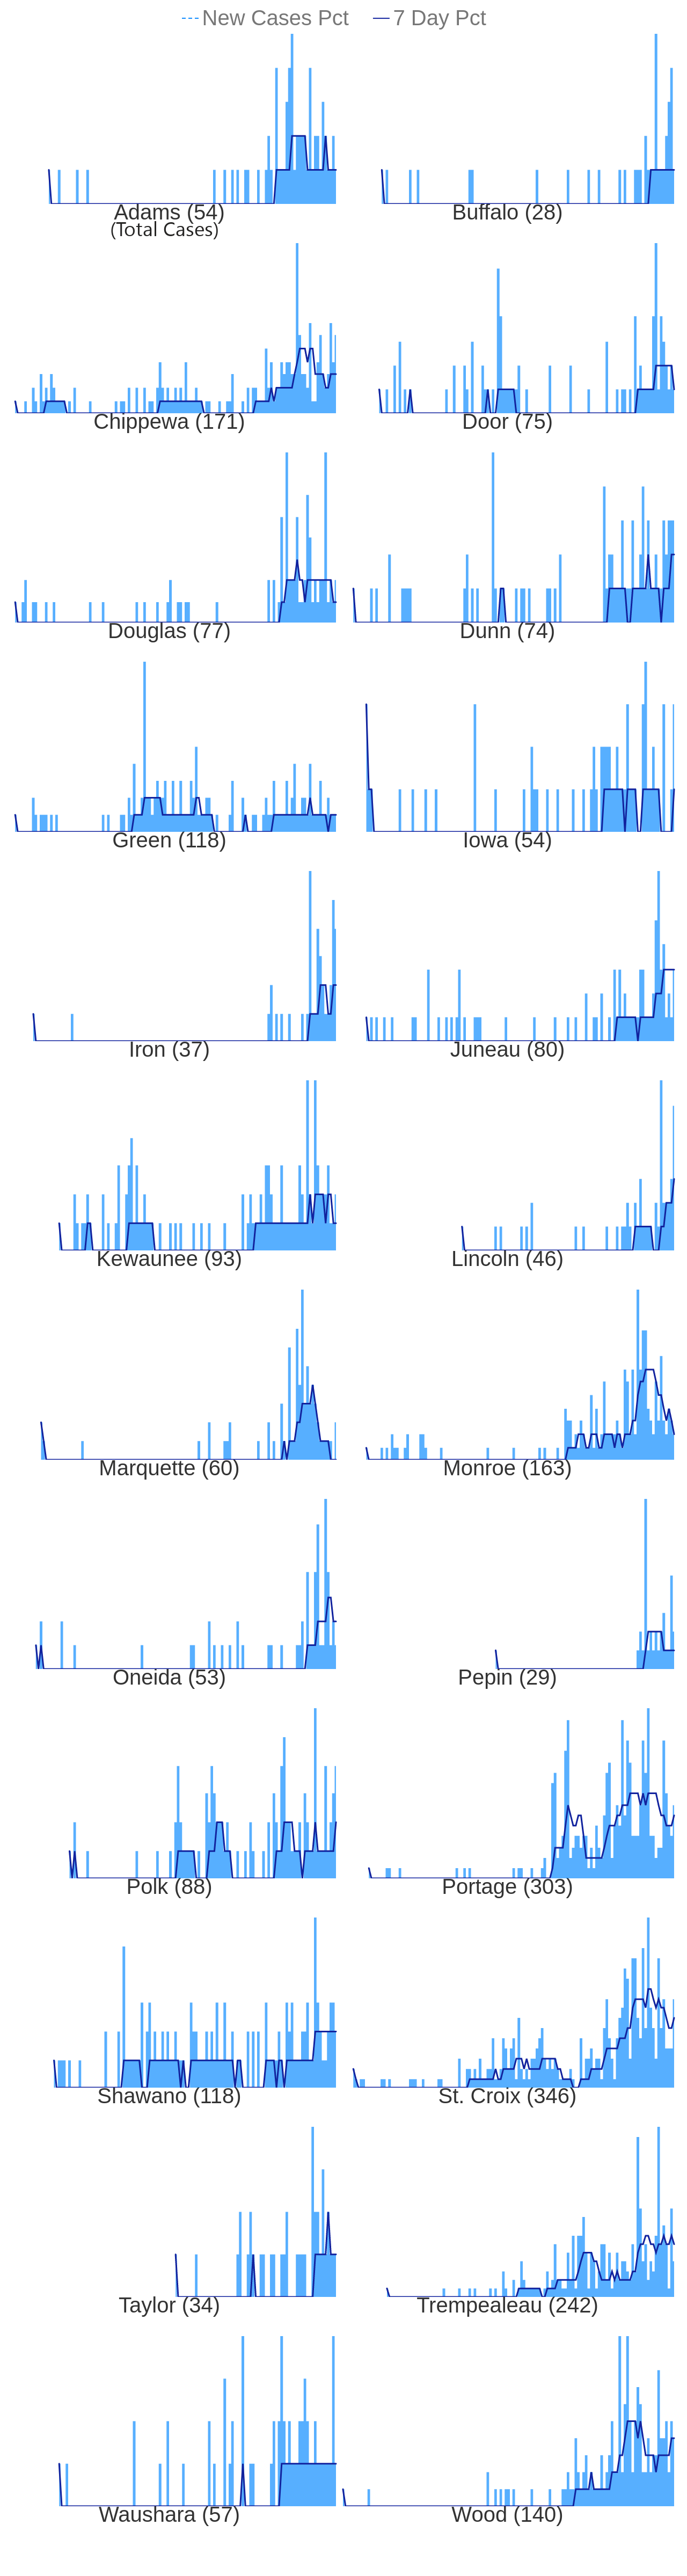 New Cases Pct 7 Day Pct
Adams (54) Buffalo (28)
(Total Cases)
Chippewa (171) Door (75)
Douglas (77) Dunn (74)
Green (118) Iowa (54)
Iron (37) Juneau (80)
Kewaunee (93) Lincoln (46)
Marquette (60) Monroe (163)
Oneida (53) Pepin (29)
Polk (88) Portage (303)
Shawano (118) St. Croix (346)
Taylor (34) Trempealeau (242)
Waushara (57) Wood (140)